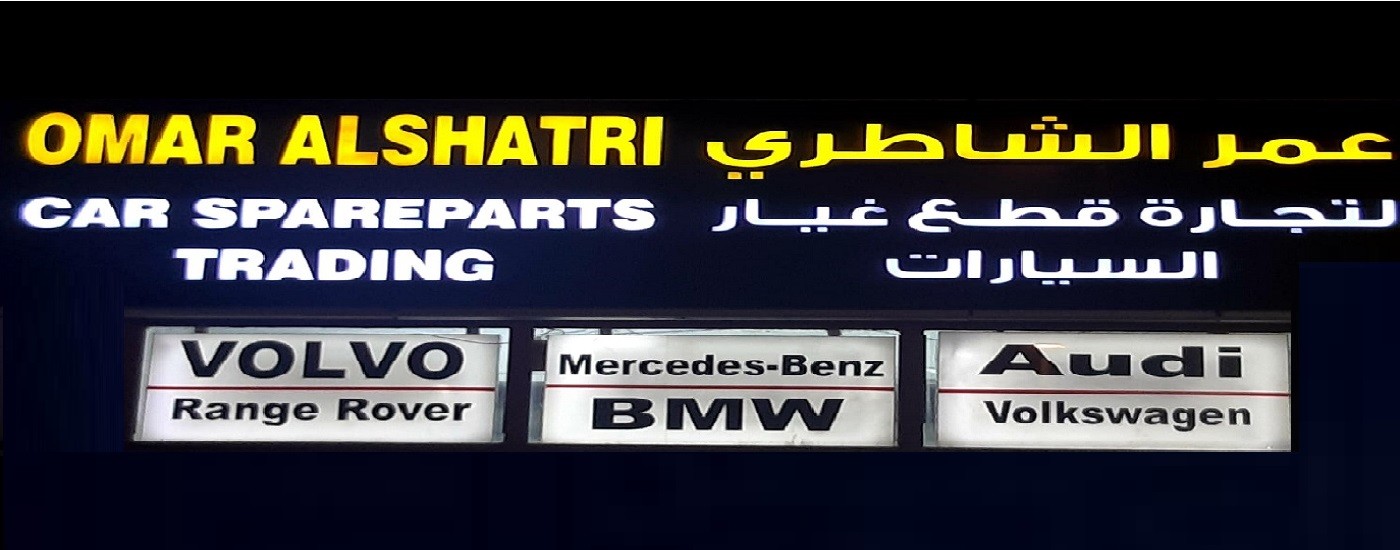 OMAR ALSHATRI
عمر الشاطري
CAR SPAREPARTS
لتجارة قطع غيار
TRADING
السيارات
VOLVO
Range Rover
Mercedes-Benz
BMW
Audi
Volkswagen